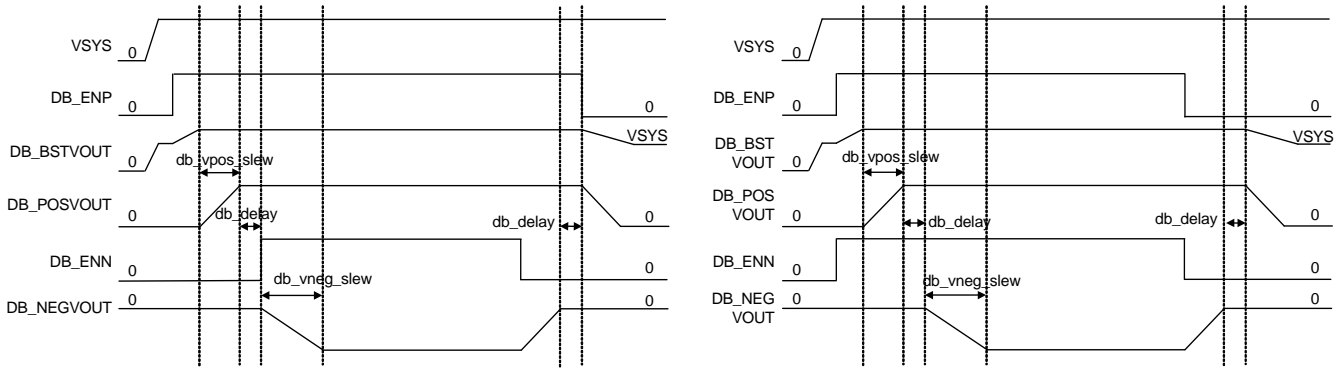 VSYS 0
DB_ENP 0 0
DB_BSTVOUT 0 VSYS
db_vpos_slew
DB_POSVOUT 0 0
db_delay db_delay
DB_ENN 0 0
db_vneg_slew
DB_NEGVOUT 0 0
VSYS 0
DB_ENP 0 0
DB_BST
VOUT 0 VSYS
db_vpos_slew
DB_POS
VOUT 0 0
db_delay db_delay
DB_ENN 0 0
db_vneg_slew
DB_NEG 0 0
VOUT